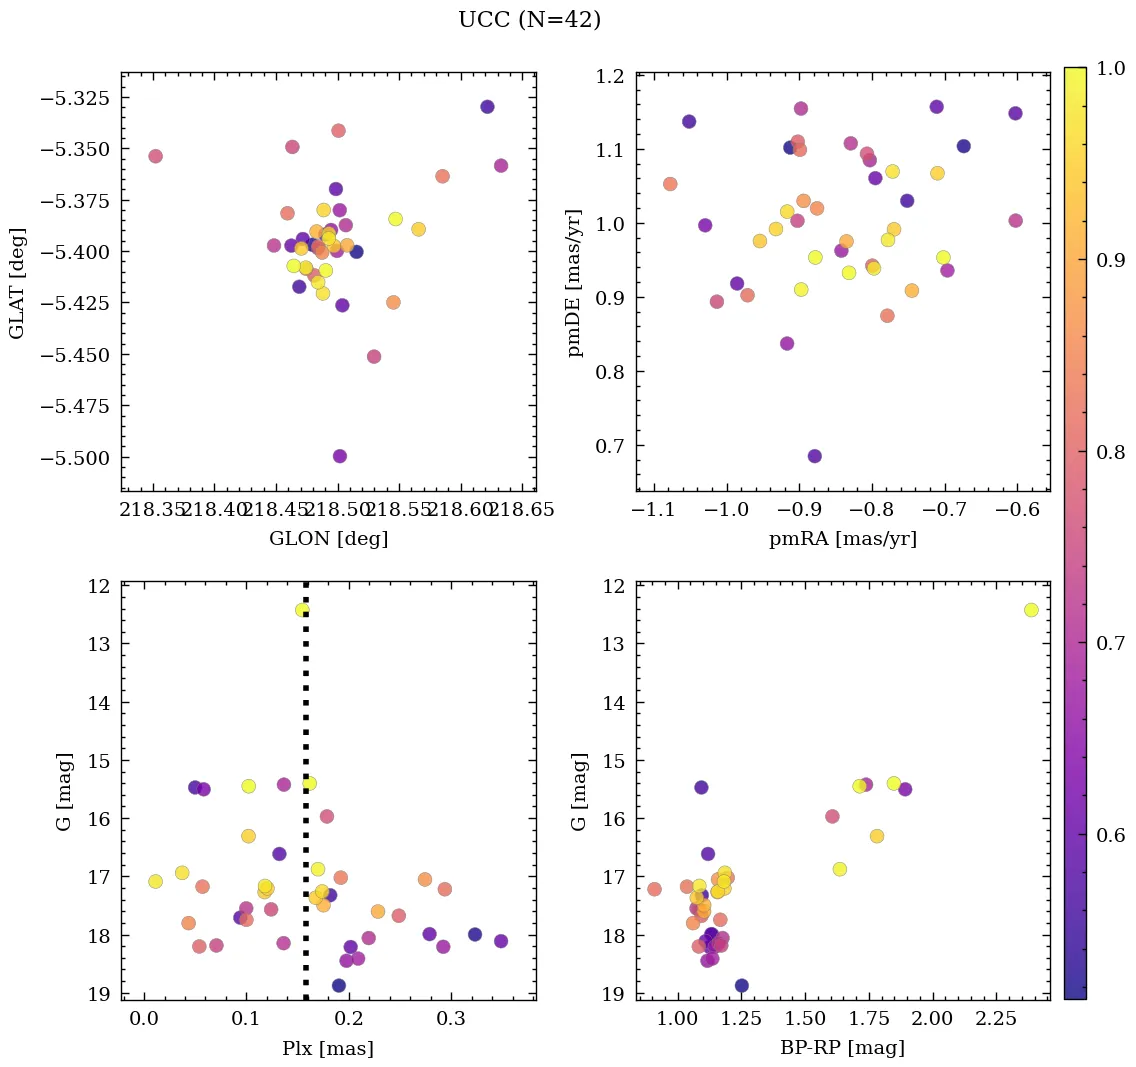 UCC (N=42)
−5.325
−5.350
−5.375
−5.400
−5.425
−5.450
−5.475
−5.500
GLAT [deg]
218.35 218.40 218.45 218.50 218.55 218.60 218.65
GLON [deg]
1.2
1.1
1.0
0.9
0.8
0.7
pmDE [mas/yr]
−1.1 −1.0 −0.9 −0.8 −0.7 −0.6
pmRA [mas/yr]
12
13
14
15
16
17
18
19
G [mag]
0.0 0.1 0.2 0.3
Plx [mas]
12
13
14
15
16
17
18
19
G [mag]
1.00 1.25 1.50 1.75 2.00 2.25
BP-RP [mag]
1.0
0.9
0.8
0.7
0.6